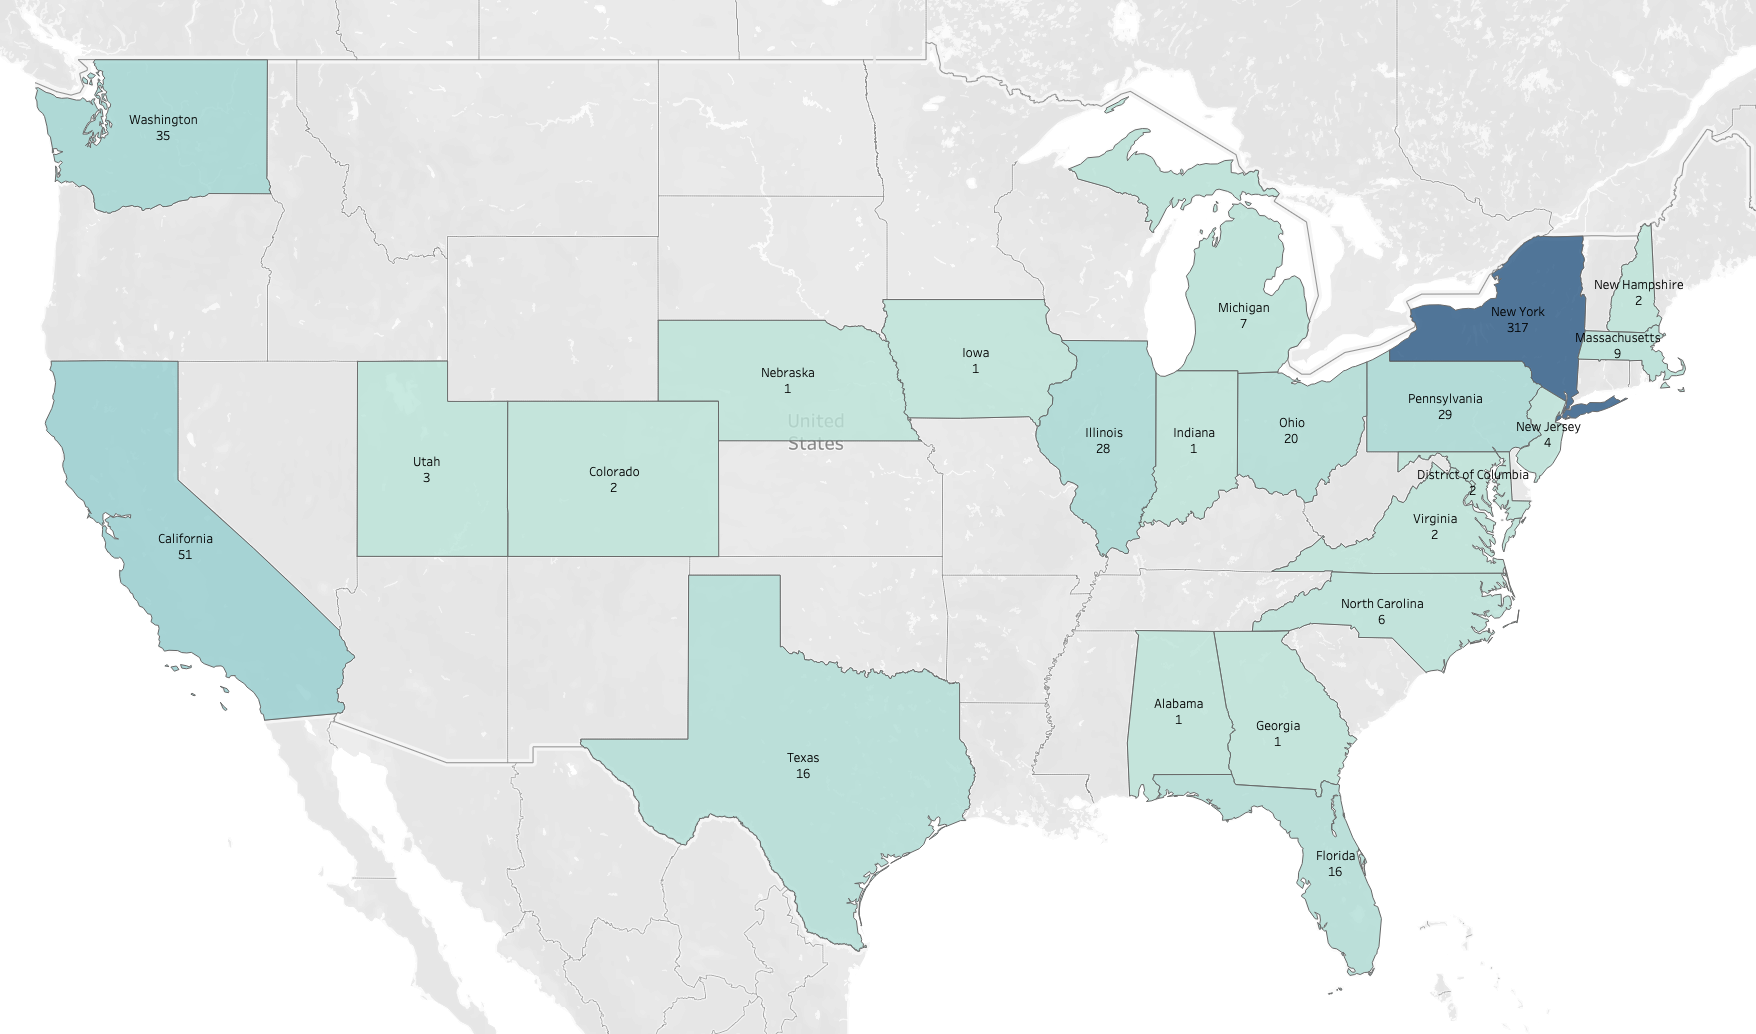 Washington
35
New Hampshire
2
Michigan
7
New York
317
Massachusetts
9
Iowa
1
Nebraska
1
Pennsylvania
29
United
States
Ohio
20
New Jersey
4
Illinois
28
Indiana
1
Utah
3
Colorado
2
District of Columbia
2
Virginia
2
California
51
North Carolina
6
Alabama
1
Georgia
1
Texas
16
Florida
16